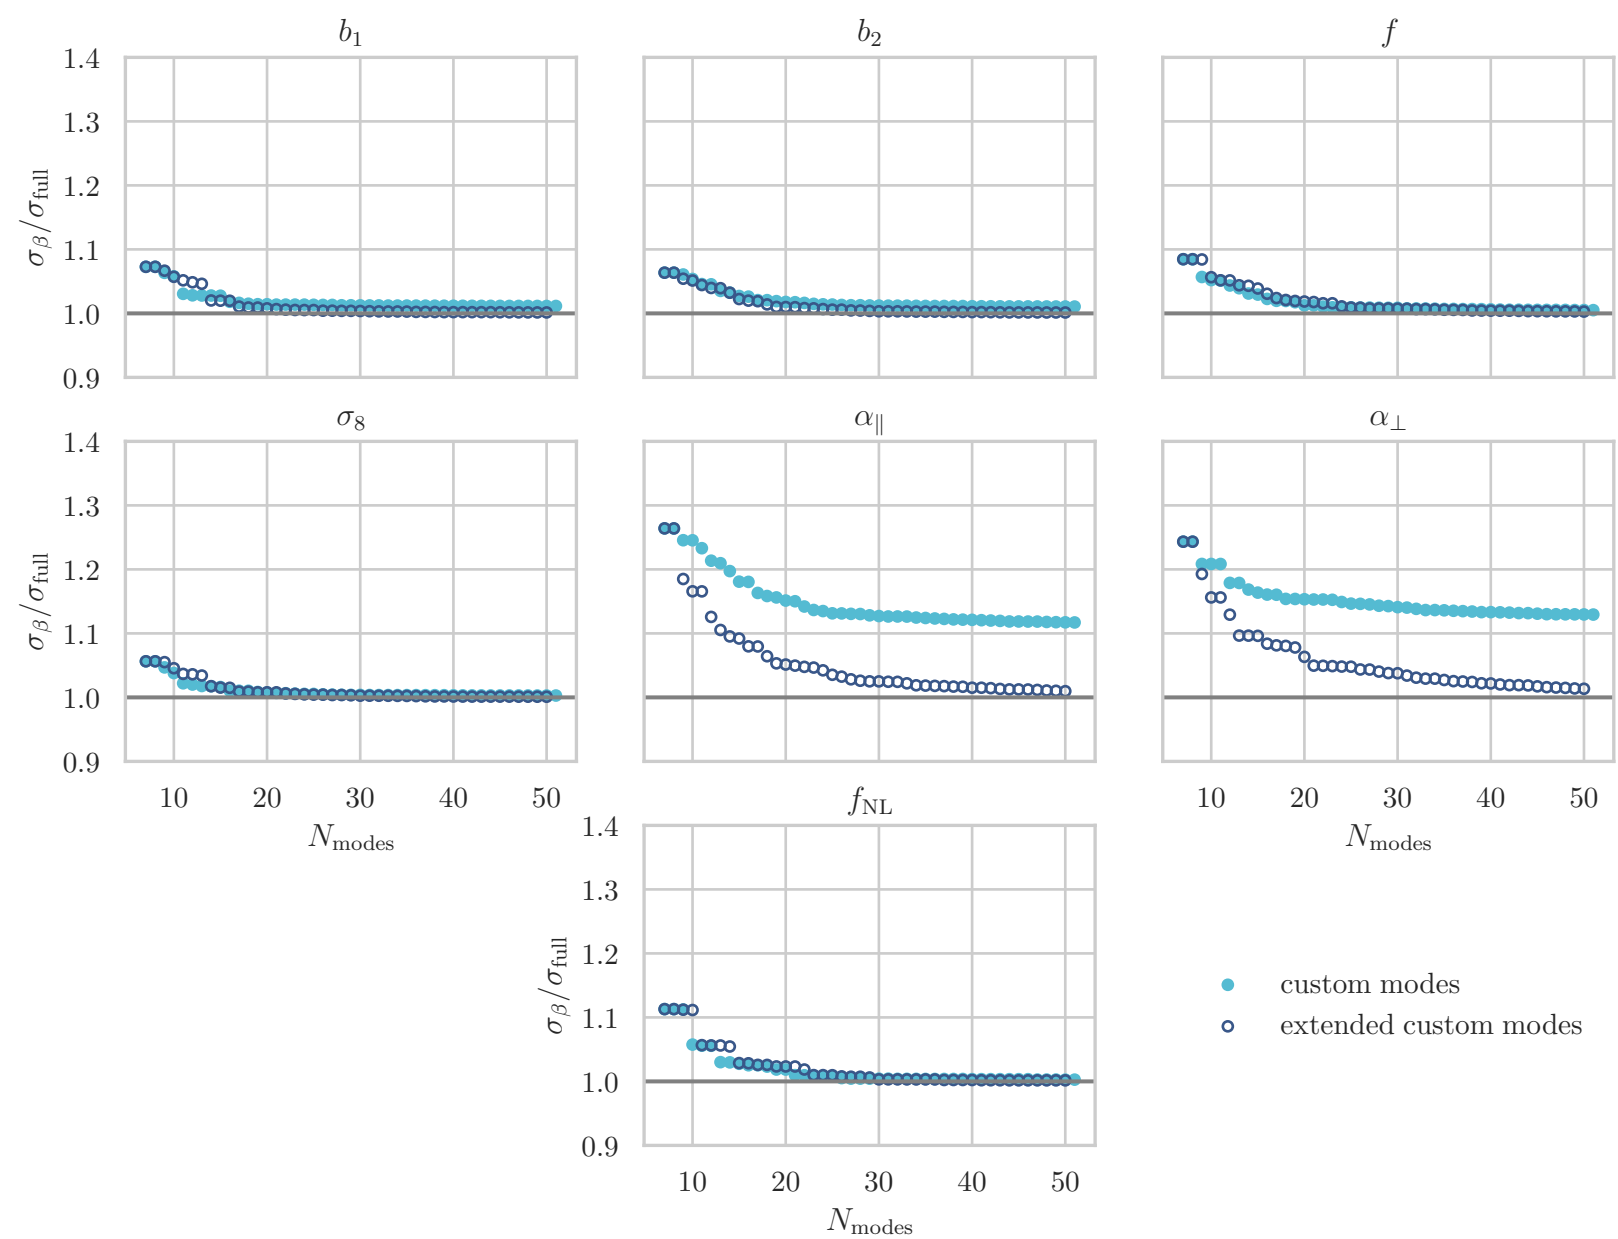 b₁ b₂ f
1.4
1.3
1.2
1.1
1.0
0.9
σβ/σfull
σ₈ α∥ α⊥
1.4
1.3
1.2
1.1
1.0
0.9
σβ/σfull
10 20 30 40 50
Nmodes
10 20 30 40 50
Nmodes
fNL
1.4
1.3
1.2
1.1
1.0
0.9
σβ/σfull
10 20 30 40 50
Nmodes
custom modes
extended custom modes